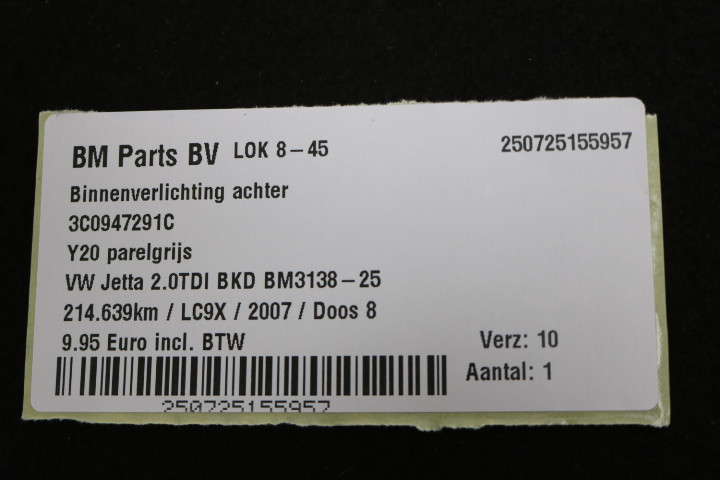 BM Parts BV LOK 8-45 250725155957
Binnenverlichting achter
3C0947291C
Y20 parelgrijs
VW Jetta 2.0TDI BKD BM3138-25
214.639km / LC9X / 2007 / Doos 8
9.95 Euro incl. BTW Verz: 10
Aantal: 1
250725155957